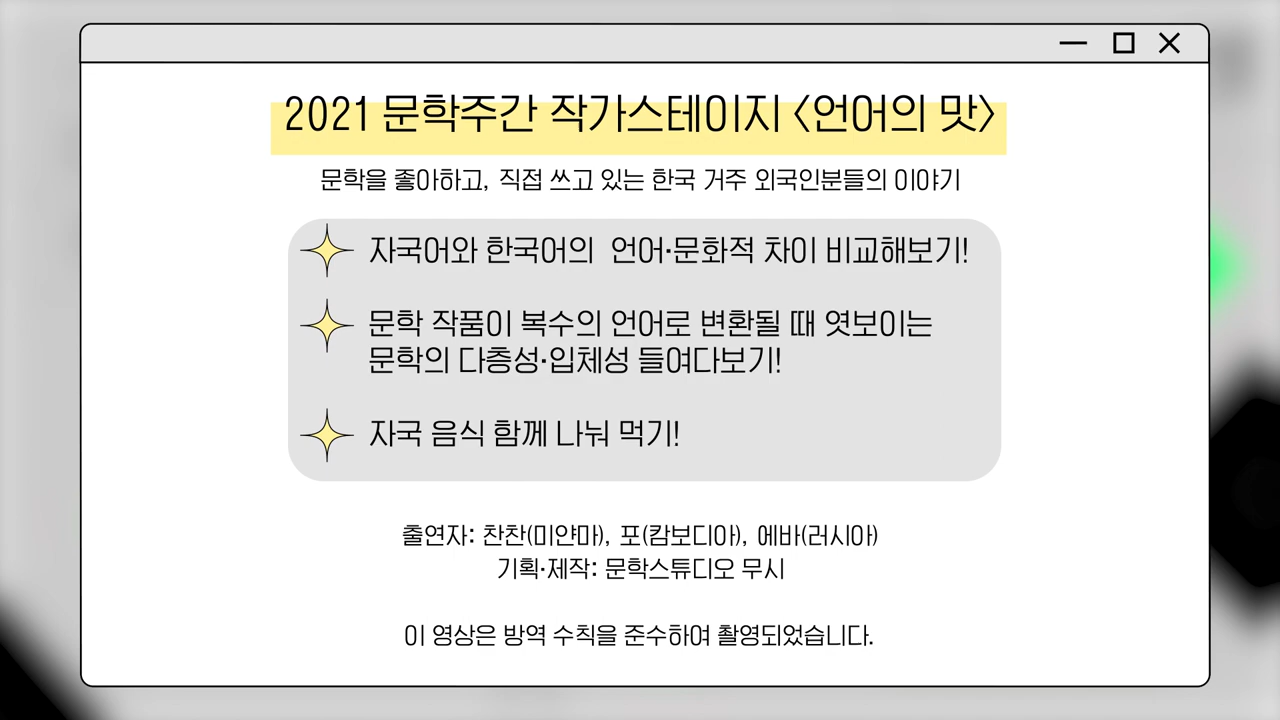 2021 문학주간 작가스테이지 〈언어의 맛〉
문학을 좋아하고, 직접 쓰고 있는 한국 거주 외국인분들의 이야기
자국어와 한국어의 언어·문화적 차이 비교해보기!
문학 작품이 복수의 언어로 변환될 때 엿보이는
문학의 다층성·입체성 들여다보기!
자국 음식 함께 나눠 먹기!
출연자: 찬찬(미얀마), 포(캄보디아), 에바(러시아)
기획·제작: 문학스튜디오 무시
이 영상은 방역 수칙을 준수하여 촬영되었습니다.